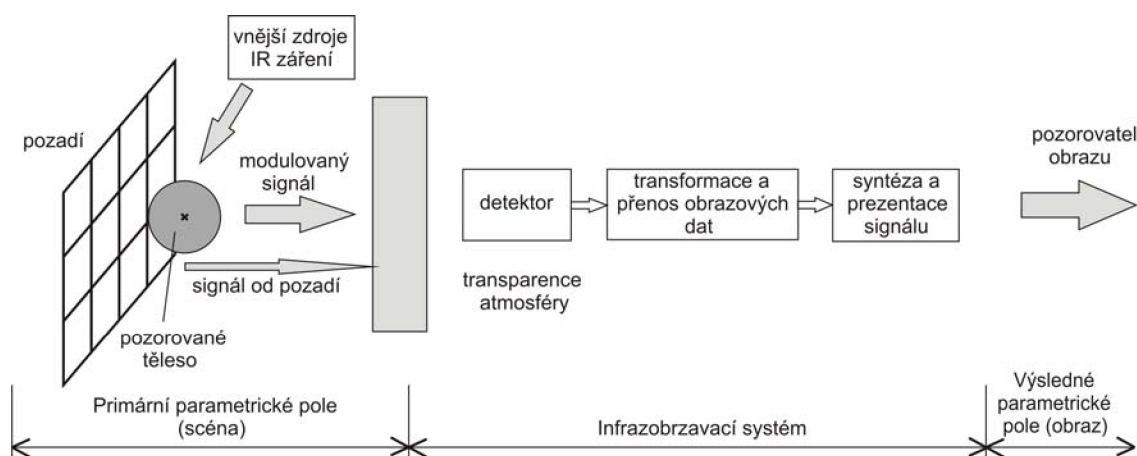 vnější zdroje
IR záření
pozadí
modulovaný
signál
pozorovatel
obrazu
detektor
transformace a
přenos obrazových
dat
syntéza a
prezentace
signálu
signál od pozadí
transparence
atmosféry
pozorované
těleso
Primární parametrické pole
(scéna)
Infrazobrzavací systém
Výsledné
parametrické
pole (obraz)